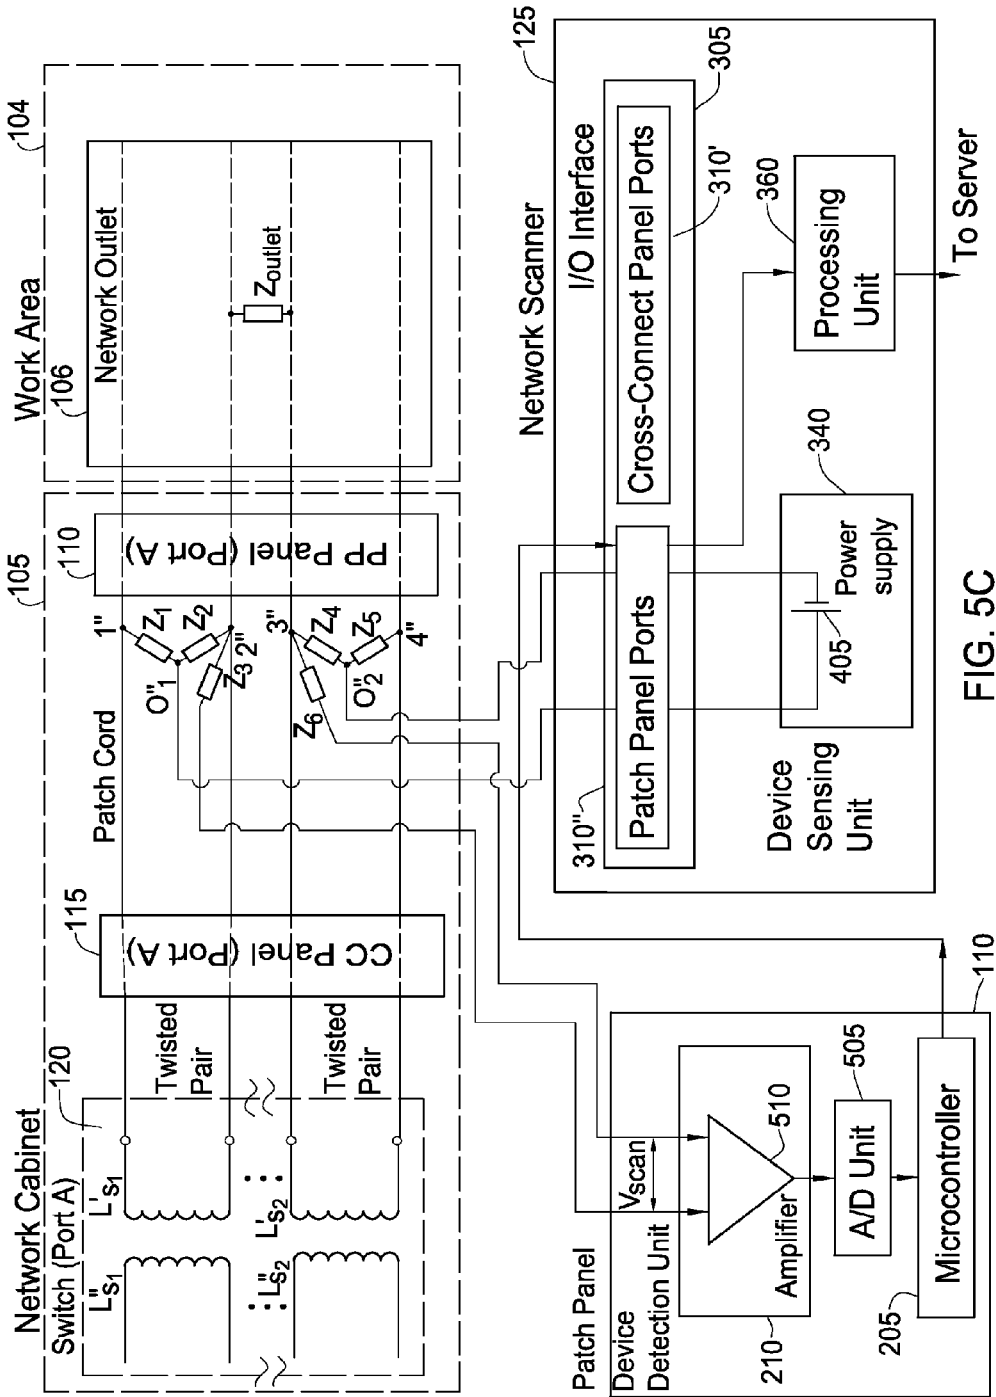 Network Cabinet
Switch (Port A)
120
105
L"S1
L'S1
L"S2
L'S2
Twisted
Pair
Twisted
Pair
115
CC Panel (Port A)
Patch Cord
1"
Z1
Z2
O"1
Z3
2"
3"
Z4
Z5
Z6
O"2
4"
110
PP Panel (Port A)
Work Area
104
106
Network Outlet
Zoutlet
Patch Panel
Device
Detection Unit
Vscan
510
Amplifier
210
A/D Unit
505
Microcontroller
205
110
Network Scanner
125
I/O Interface
305
310"
Patch Panel Ports
Cross-Connect Panel Ports
310'
Device
Sensing
Unit
405
Power
supply
340
360
Processing
Unit
To Server
FIG. 5C